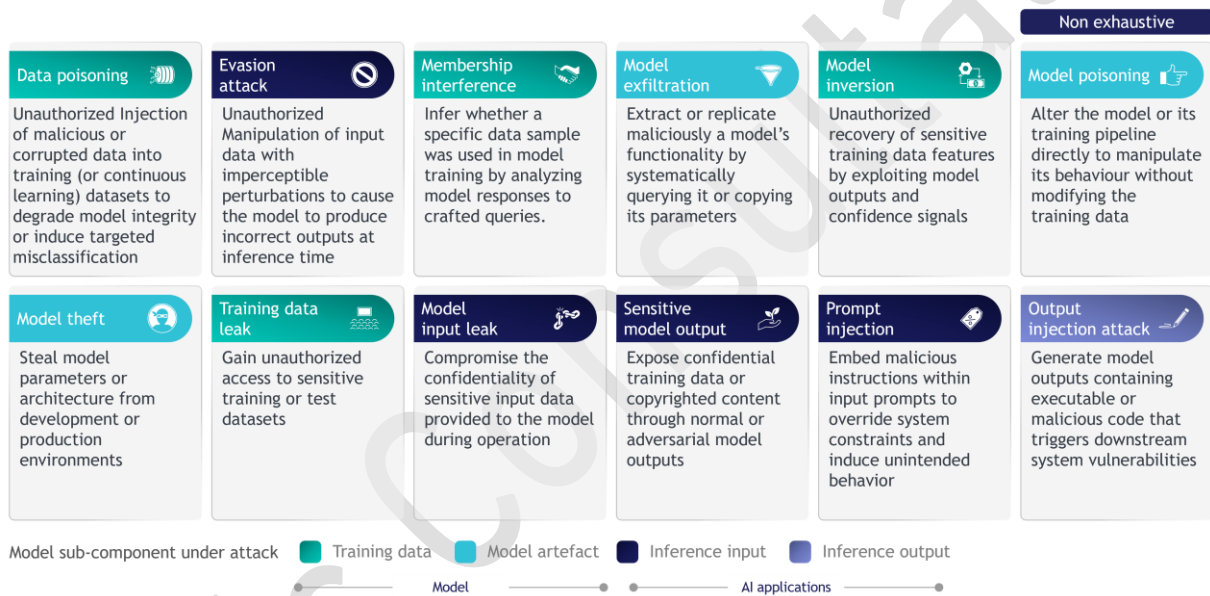 Non exhaustive
Data poisoning
Unauthorized Injection
of malicious or
corrupted data into
training (or continuous
learning) datasets to
degrade model integrity
or induce targeted
misclassification
Evasion
attack
Unauthorized
Manipulation of input
data with
imperceptible
perturbations to cause
the model to produce
incorrect outputs at
inference time
Membership
interference
Infer whether a
specific data sample
was used in model
training by analyzing
model responses to
crafted queries.
Model
exfiltration
Extract or replicate
maliciously a model's
functionality by
systematically
querying it or copying
its parameters
Model
inversion
Unauthorized
recovery of sensitive
training data features
by exploiting model
outputs and
confidence signals
Model poisoning
Alter the model or its
training pipeline
directly to manipulate
its behaviour without
modifying the
training data
Model theft
Steal model
parameters or
architecture from
development or
production
environments
Training data
leak
Gain unauthorized
access to sensitive
training or test
datasets
Model
input leak
Compromise the
confidentiality of
sensitive input data
provided to the model
during operation
Sensitive
model output
Expose confidential
training data or
copyrighted content
through normal or
adversarial model
outputs
Prompt
injection
Embed malicious
instructions within
input prompts to
override system
constraints and
induce unintended
behavior
Output
injection attack
Generate model
outputs containing
executable or
malicious code that
triggers downstream
system vulnerabilities
Model sub-component under attack
Training data
Model artefact
Inference input
Inference output
Model
AI applications